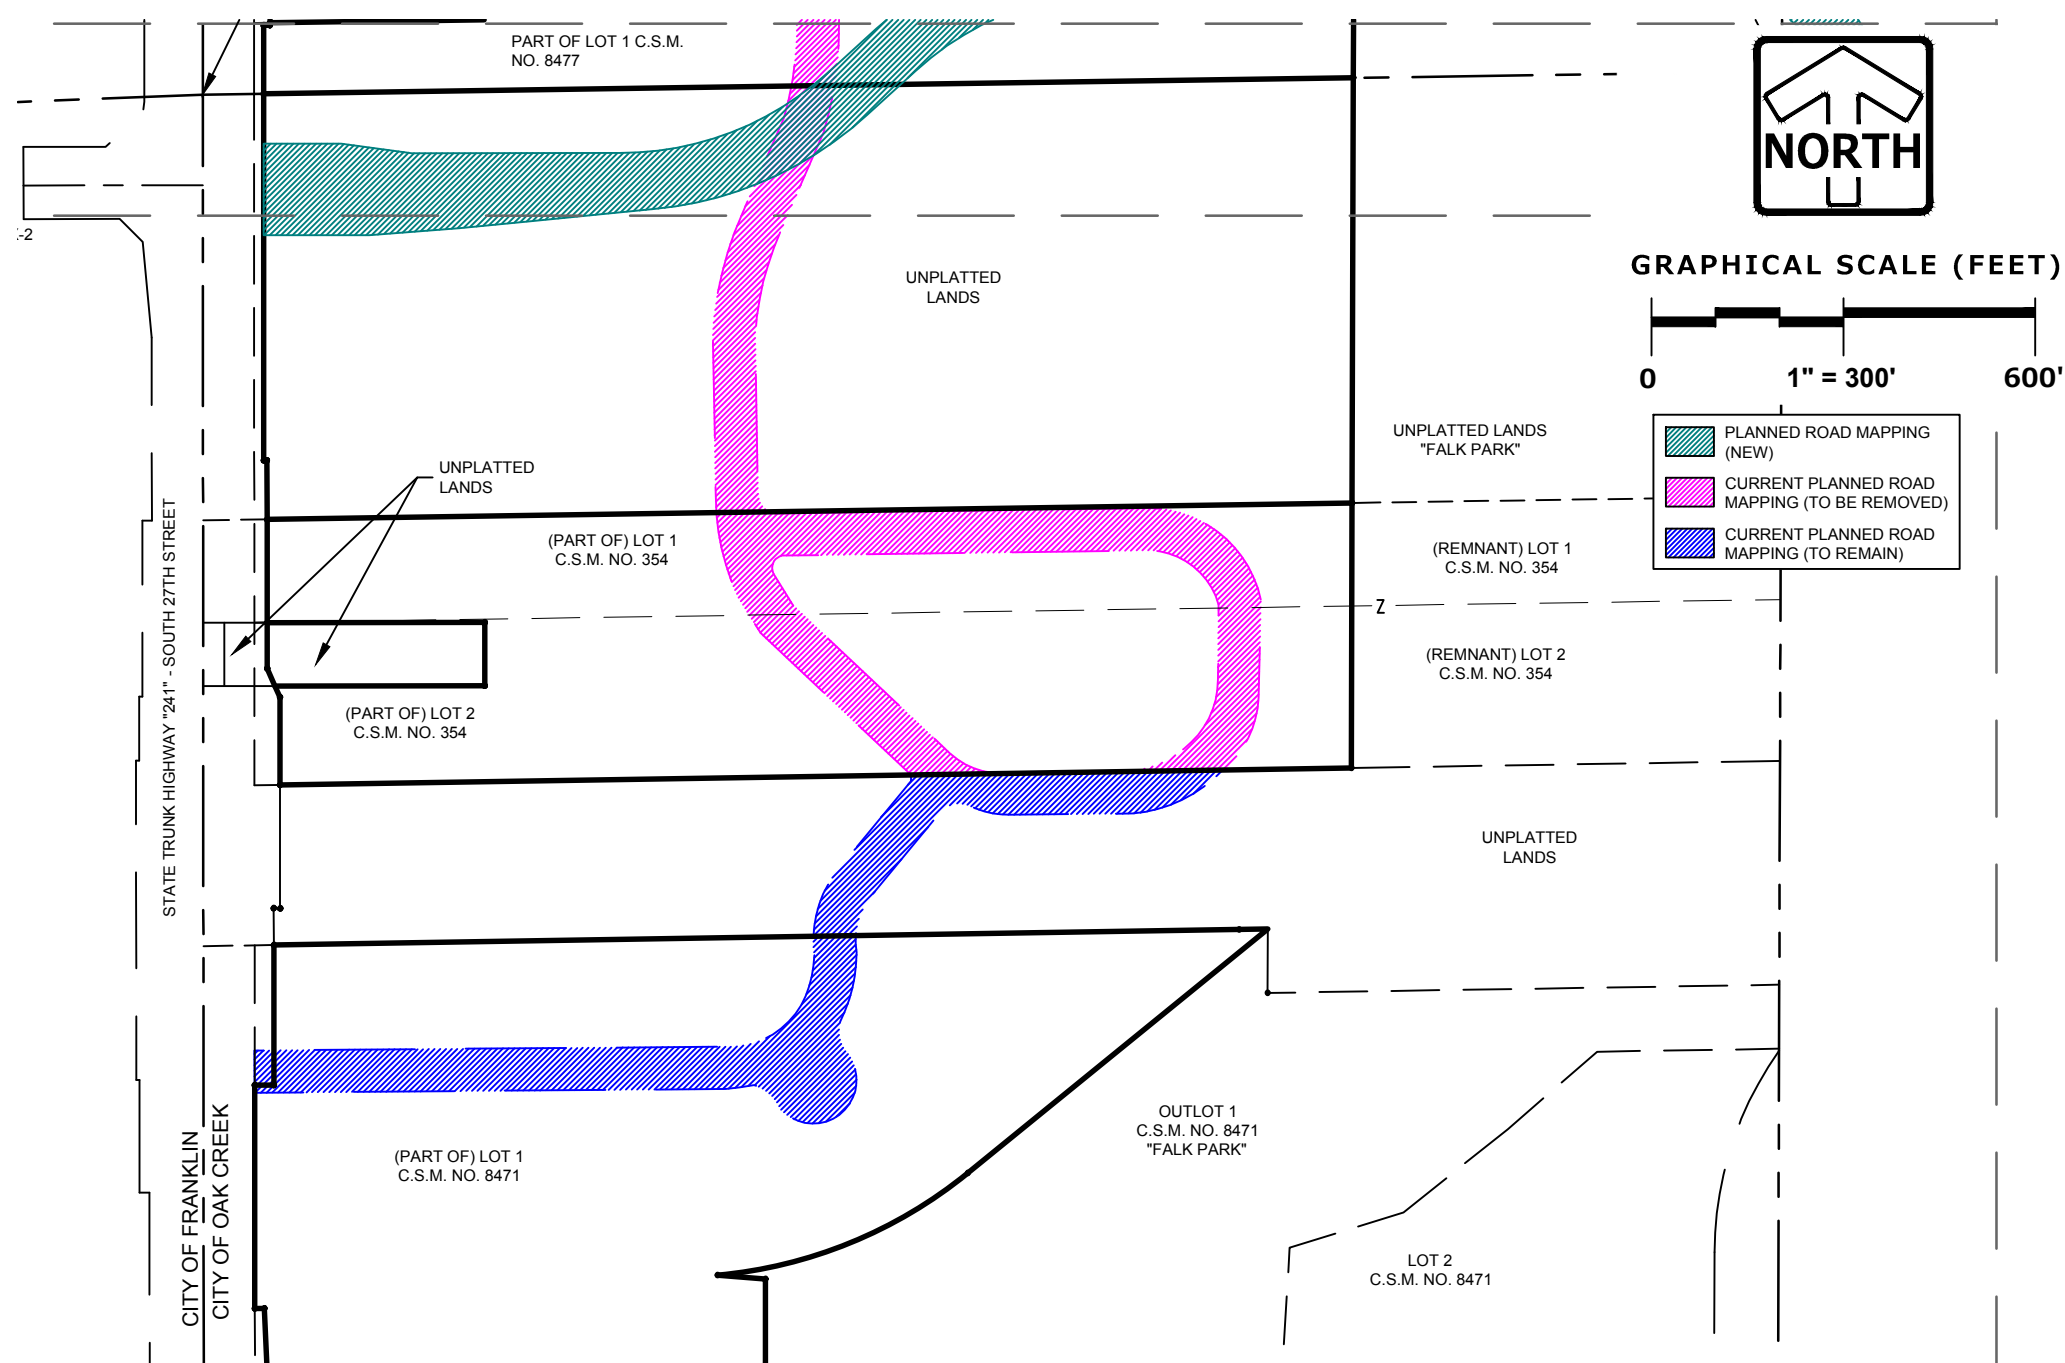 PART OF LOT 1 C.S.M.
NO. 8477
NORTH
-2
GRAPHICAL SCALE (FEET)
0
1" = 300'
600'
UNPLATTED
LANDS
PLANNED ROAD MAPPING
(NEW)
CURRENT PLANNED ROAD
MAPPING (TO BE REMOVED)
CURRENT PLANNED ROAD
MAPPING (TO REMAIN)
UNPLATTED LANDS
"FALK PARK"
UNPLATTED
LANDS
(PART OF) LOT 1
C.S.M. NO. 354
(REMNANT) LOT 1
C.S.M. NO. 354
Z
(REMNANT) LOT 2
C.S.M. NO. 354
(PART OF) LOT 2
C.S.M. NO. 354
STATE TRUNK HIGHWAY "241" - SOUTH 27TH STREET
UNPLATTED
LANDS
OUTLOT 1
C.S.M. NO. 8471
"FALK PARK"
(PART OF) LOT 1
C.S.M. NO. 8471
CITY OF FRANKLIN
CITY OF OAK CREEK
LOT 2
C.S.M. NO. 8471